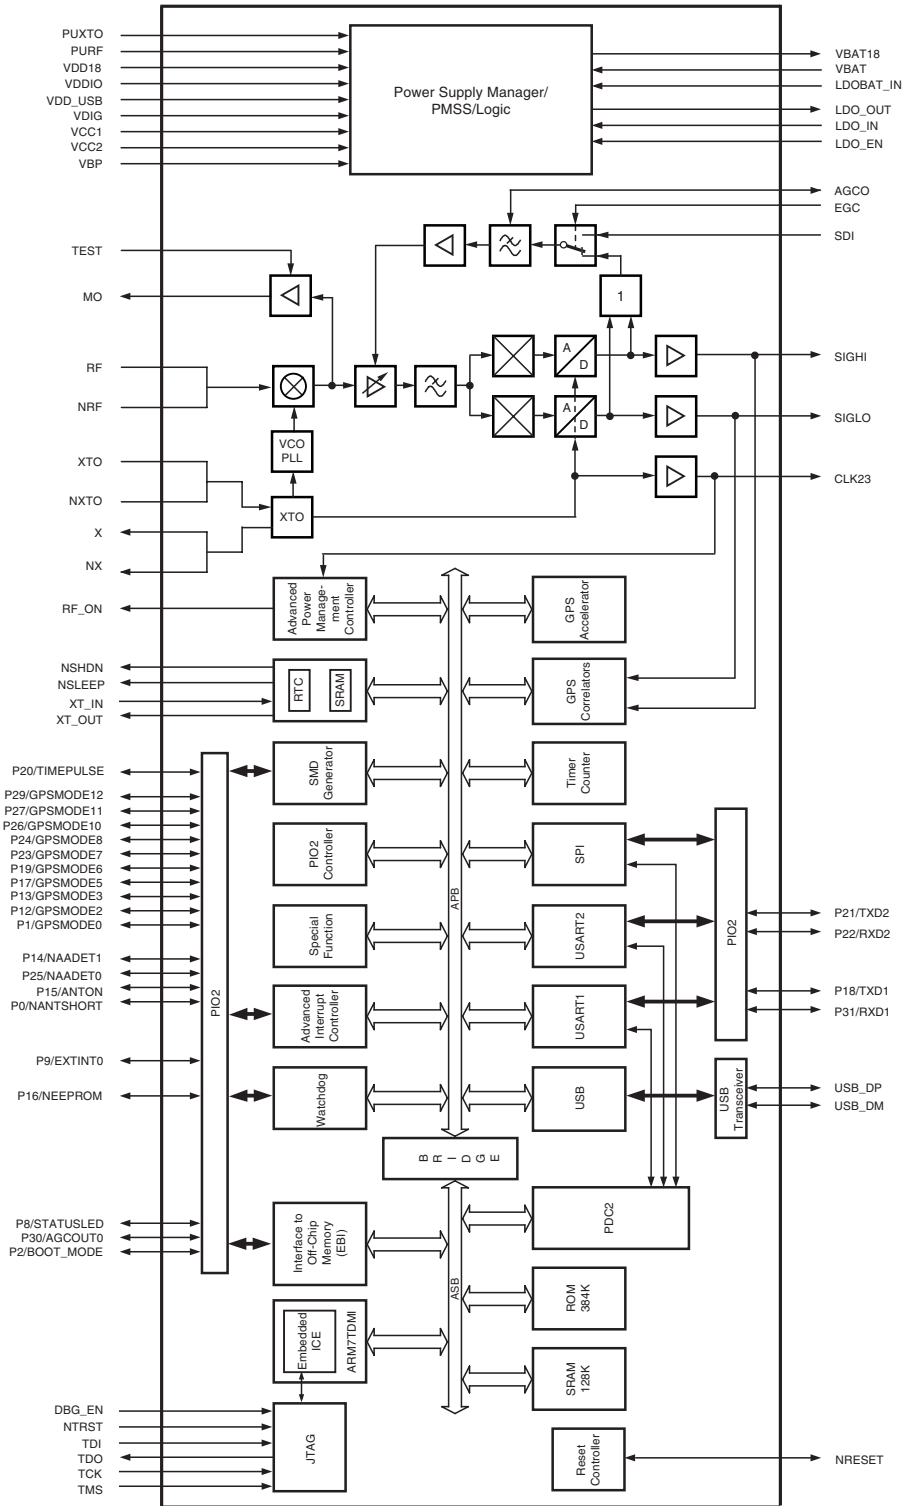 PUXTO
PURF
VDD18
VDDIO
VDD_USB
VDIG
VCC1
VCC2
VBP
Power Supply Manager/
PMSS/Logic
VBAT18
VBAT
LDOBAT_IN
LDO_OUT
LDO_IN
LDO_EN
AGCO
EGC
SDI
TEST
MO
1
RF
NRF
A
D
A
D
SIGHI
SIGLO
VCO
PLL
XTO
NXTO
X
NX
XTO
CLK23
RF_ON
Advanced
Power
Manage-
ment
Controller
GPS
Accelerator
NSHDN
NSLEEP
XT_IN
XT_OUT
RTC
SRAM
GPS
Correlators
P20/TIMEPULSE
P29/GPSMODE12
P27/GPSMODE11
P26/GPSMODE10
P24/GPSMODE8
P23/GPSMODE7
P19/GPSMODE6
P17/GPSMODE5
P13/GPSMODE3
P12/GPSMODE2
P1/GPSMODE0
P14/NAADET1
P25/NAADET0
P15/ANTON
P0/NANTSHORT
P9/EXTINT0
P16/NEEPROM
P8/STATUSLED
P30/AGCOUT0
P2/BOOT_MODE
PIO2
SMD
Generator
PIO2
Controller
Special
Function
Advanced
Interrupt
Controller
Watchdog
APB
Timer
Counter
SPI
USART2
USART1
USB
PIO2
P21/TXD2
P22/RXD2
P18/TXD1
P31/RXD1
USB
Transceiver
USB_DP
USB_DM
BRIDGE
Interface to
Off-Chip
Memory
(EBI)
ASB
PDC2
ROM
384K
Embedded
ICE
ARM7TDMI
SRAM
128K
DBG_EN
NTRST
TDI
TDO
TCK
TMS
JTAG
Reset
Controller
NRESET